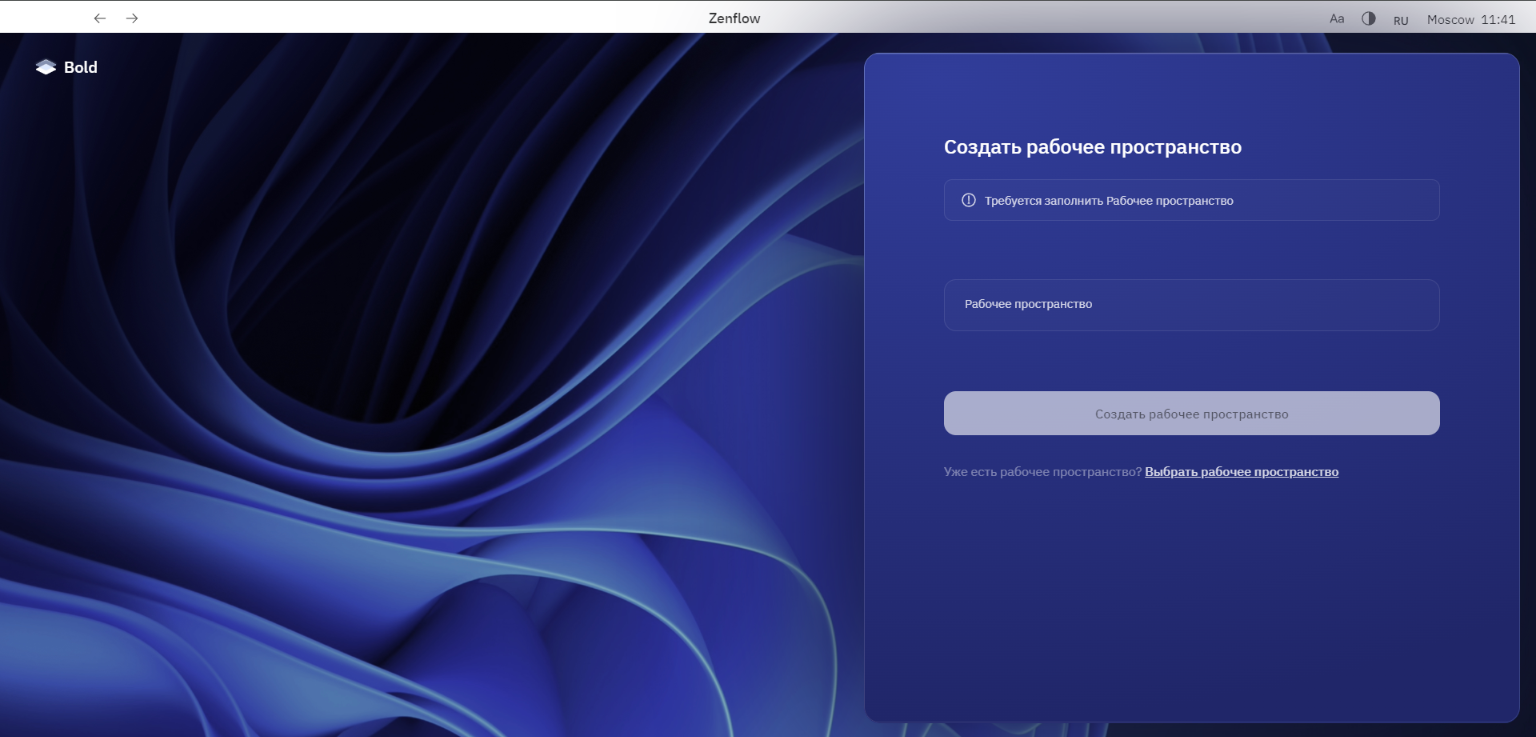 Zenflow
Aa
RU
Moscow 11:41
Bold
Создать рабочее пространство
Требуется заполнить Рабочее пространство
Рабочее пространство
Создать рабочее пространство
Уже есть рабочее пространство? Выбрать рабочее пространство